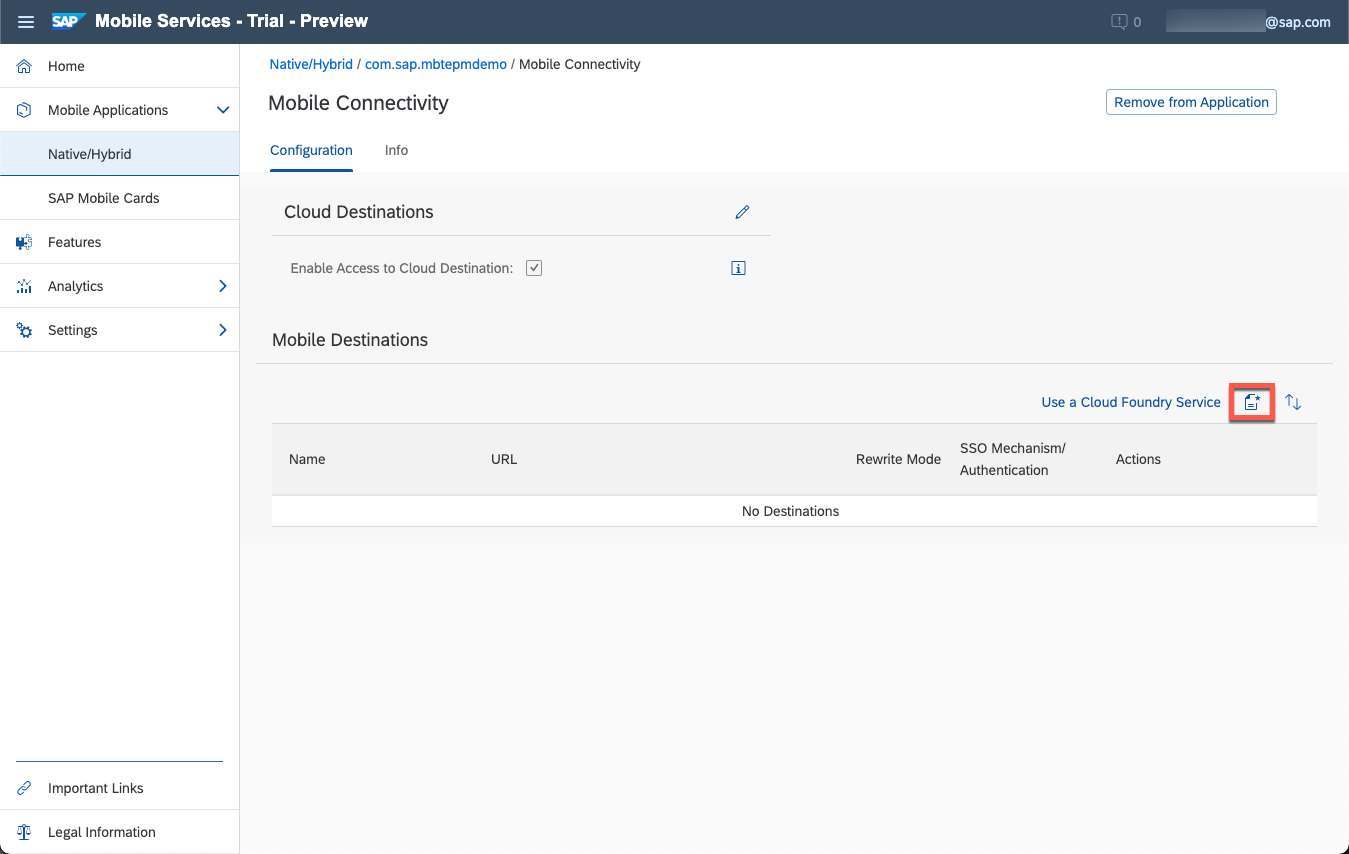 SAP Mobile Services - Trial - Preview
0
@sap.com
Home
Mobile Applications
Native/Hybrid
SAP Mobile Cards
Features
Analytics
Settings
Important Links
Legal Information
Native/Hybrid / com.sap.mbtepmdemo / Mobile Connectivity
Mobile Connectivity
Remove from Application
Configuration Info
Cloud Destinations
Enable Access to Cloud Destination:
Mobile Destinations
Use a Cloud Foundry Service
Name URL Rewrite Mode SSO Mechanism/
Authentication Actions
No Destinations